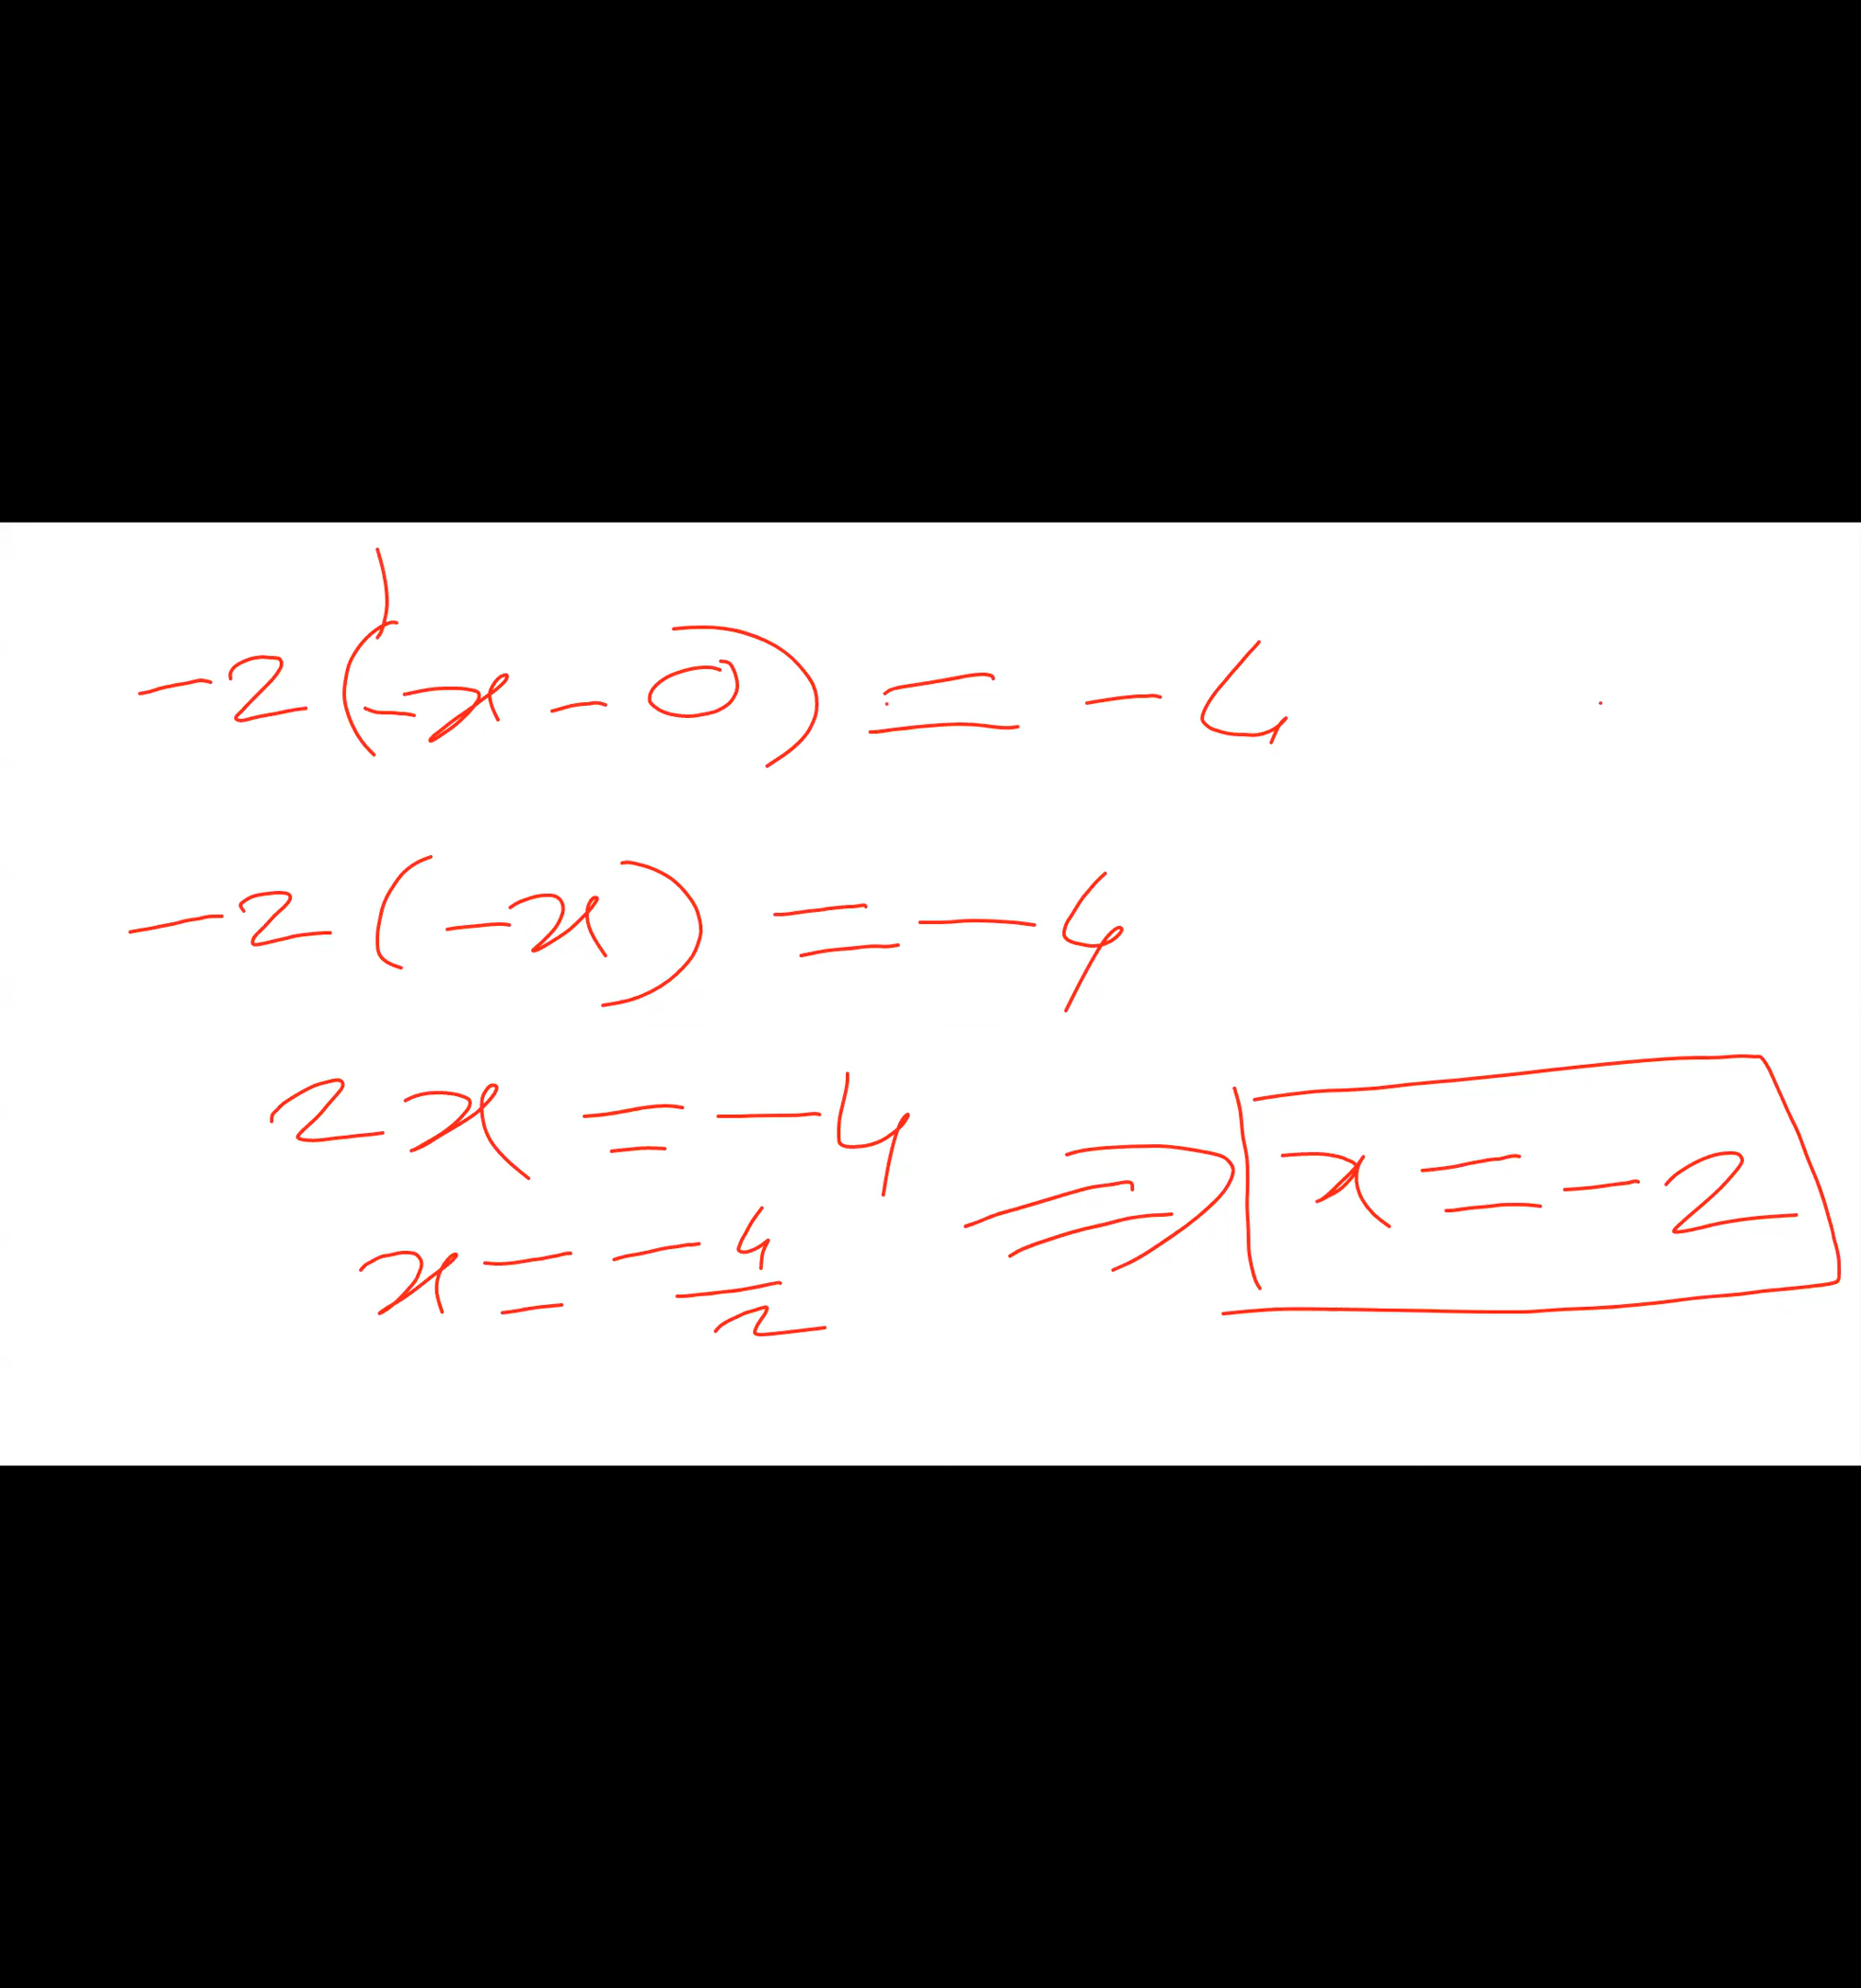 -2(-x-0) = -4
-2(-x) = -4
2x = -4
x = -4/2 ⇒ x = -2